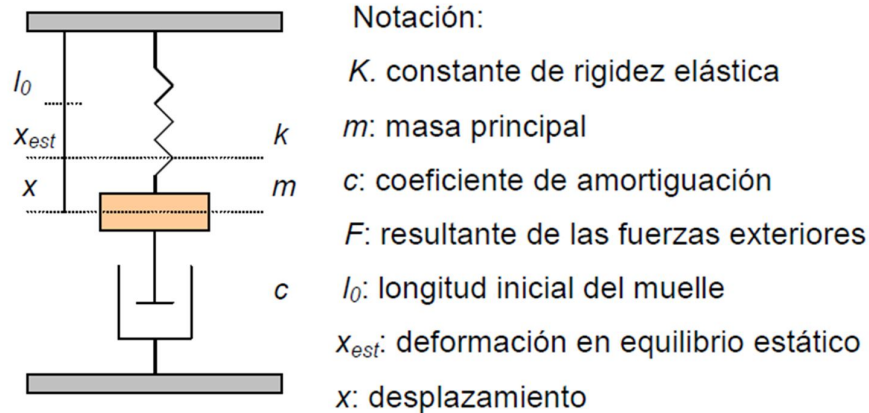 Notación:
l0
K. constante de rigidez elástica
xest
k
m: masa principal
x
m
c: coeficiente de amortiguación
F: resultante de las fuerzas exteriores
c
l0: longitud inicial del muelle
xest: deformación en equilibrio estático
x: desplazamiento